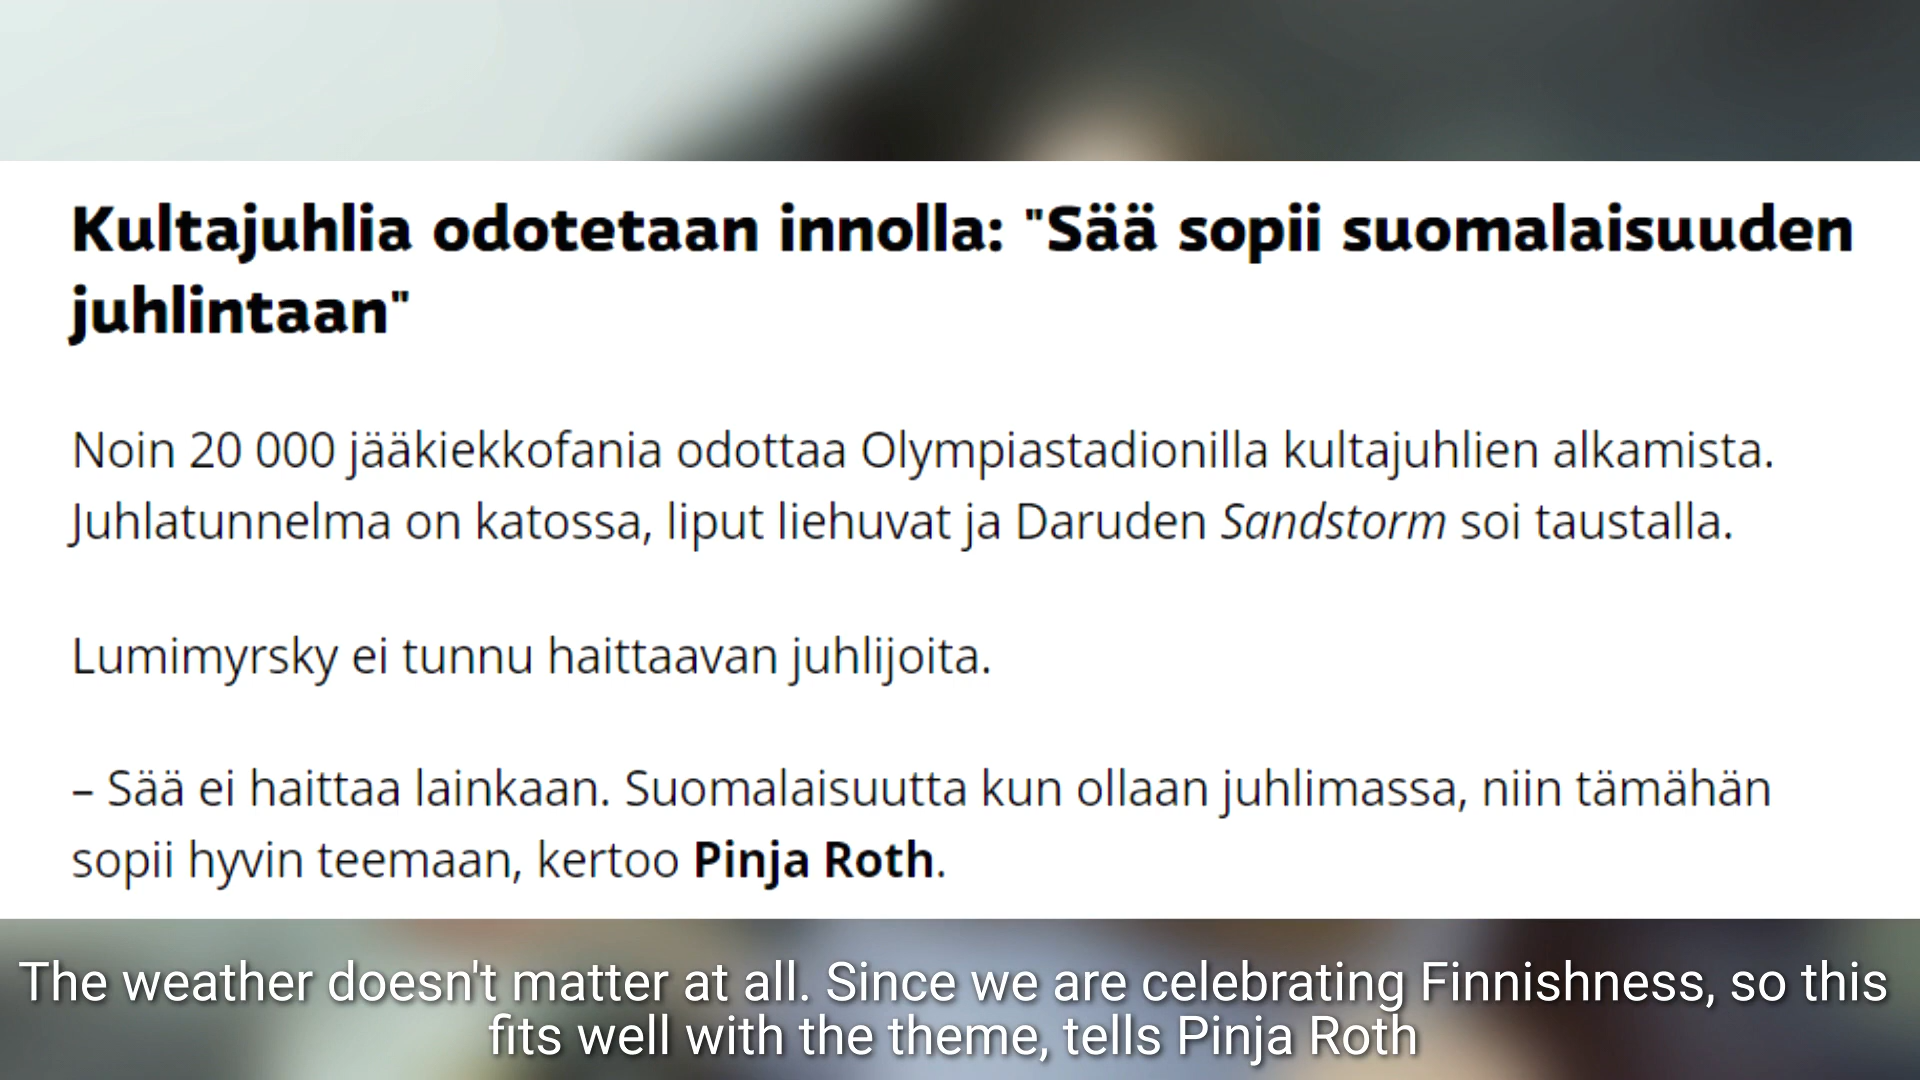 Kultajuhlia odotetaan innolla: "Sää sopii suomalaisuuden
juhlintaan"
Noin 20 000 jääkiekkofania odottaa Olympiastadionilla kultajuhlien alkamista.
Juhlatunnelma on katossa, liput liehuvat ja Daruden Sandstorm soi taustalla.
Lumimyrsky ei tunnu haittaavan juhlijoita.
– Sää ei haittaa lainkaan. Suomalaisuutta kun ollaan juhlimassa, niin tämähän
sopii hyvin teemaan, kertoo Pinja Roth.
The weather doesn't matter at all. Since we are celebrating Finnishness, so this
fits well with the theme, tells Pinja Roth